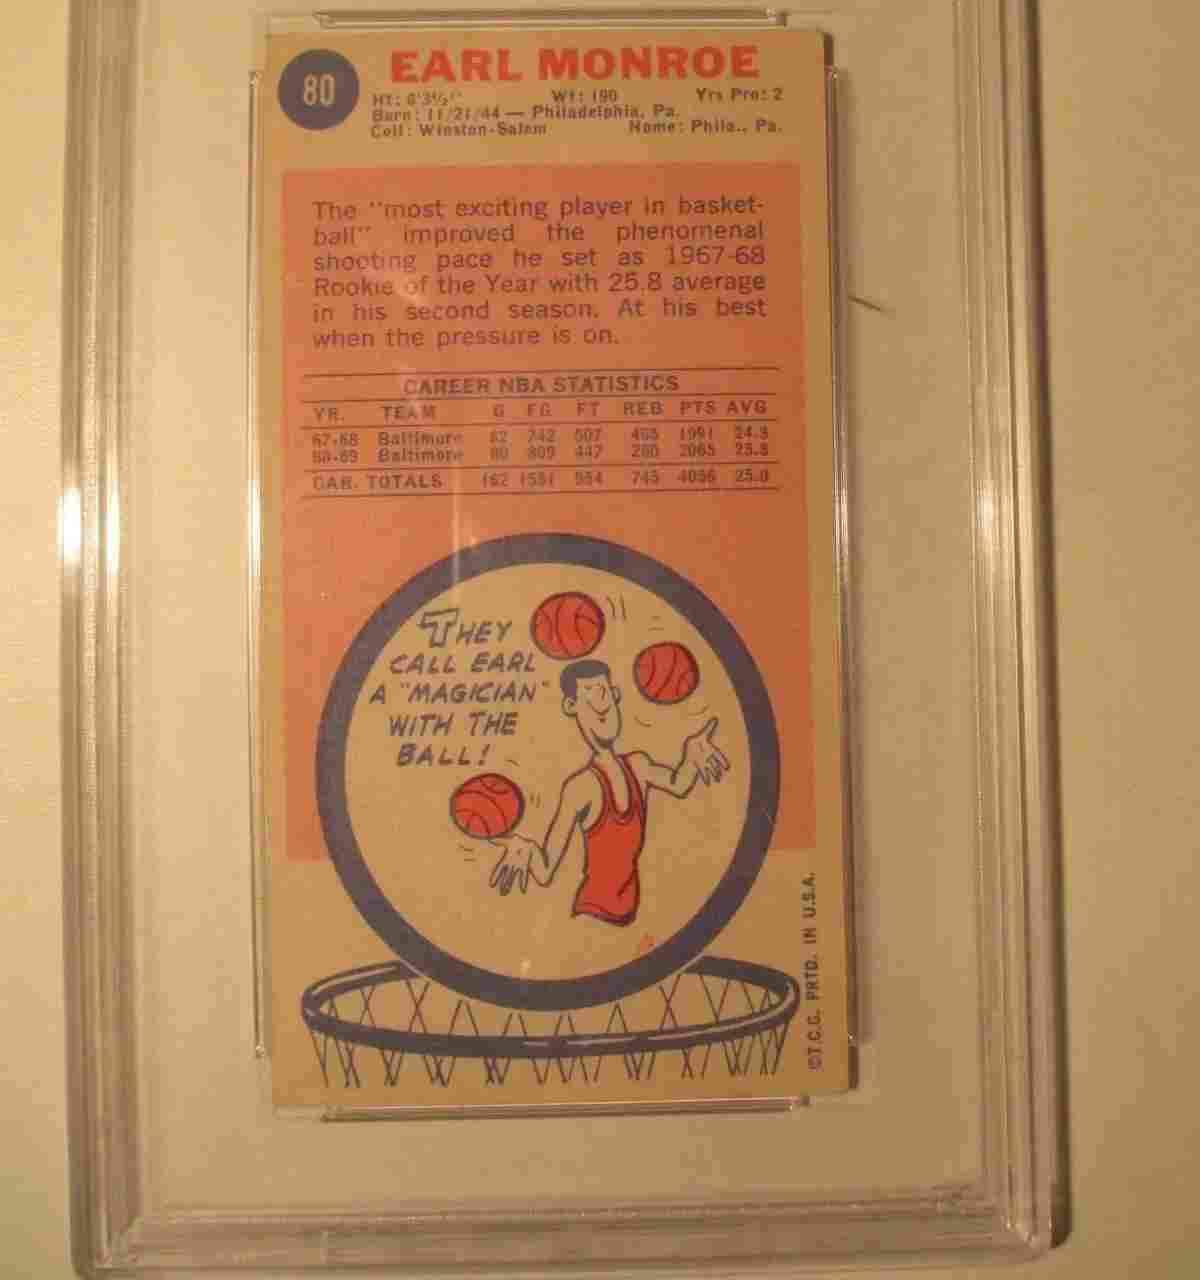 80
EARL MONROE
Ht: 6'3½" Wt: 190 Yrs Pro: 2
Born: 11/21/44 — Philadelphia, Pa.
Coll: Winston-Salem Home: Phila., Pa.
The "most exciting player in basket-
ball" improved the phenomenal
shooting pace he set as 1967-68
Rookie of the Year with 25.8 average
in his second season. At his best
when the pressure is on.
CAREER NBA STATISTICS
YR. TEAM G FG FT REB PTS AVG
67-68 Baltimore 82 742 507 465 1991 24.3
68-69 Baltimore 80 809 447 280 2065 25.8
CAR. TOTALS 162 1551 954 745 4056 25.0
THEY
CALL EARL
A "MAGICIAN"
WITH THE
BALL!
©T.C.G. PRTD. IN U.S.A.